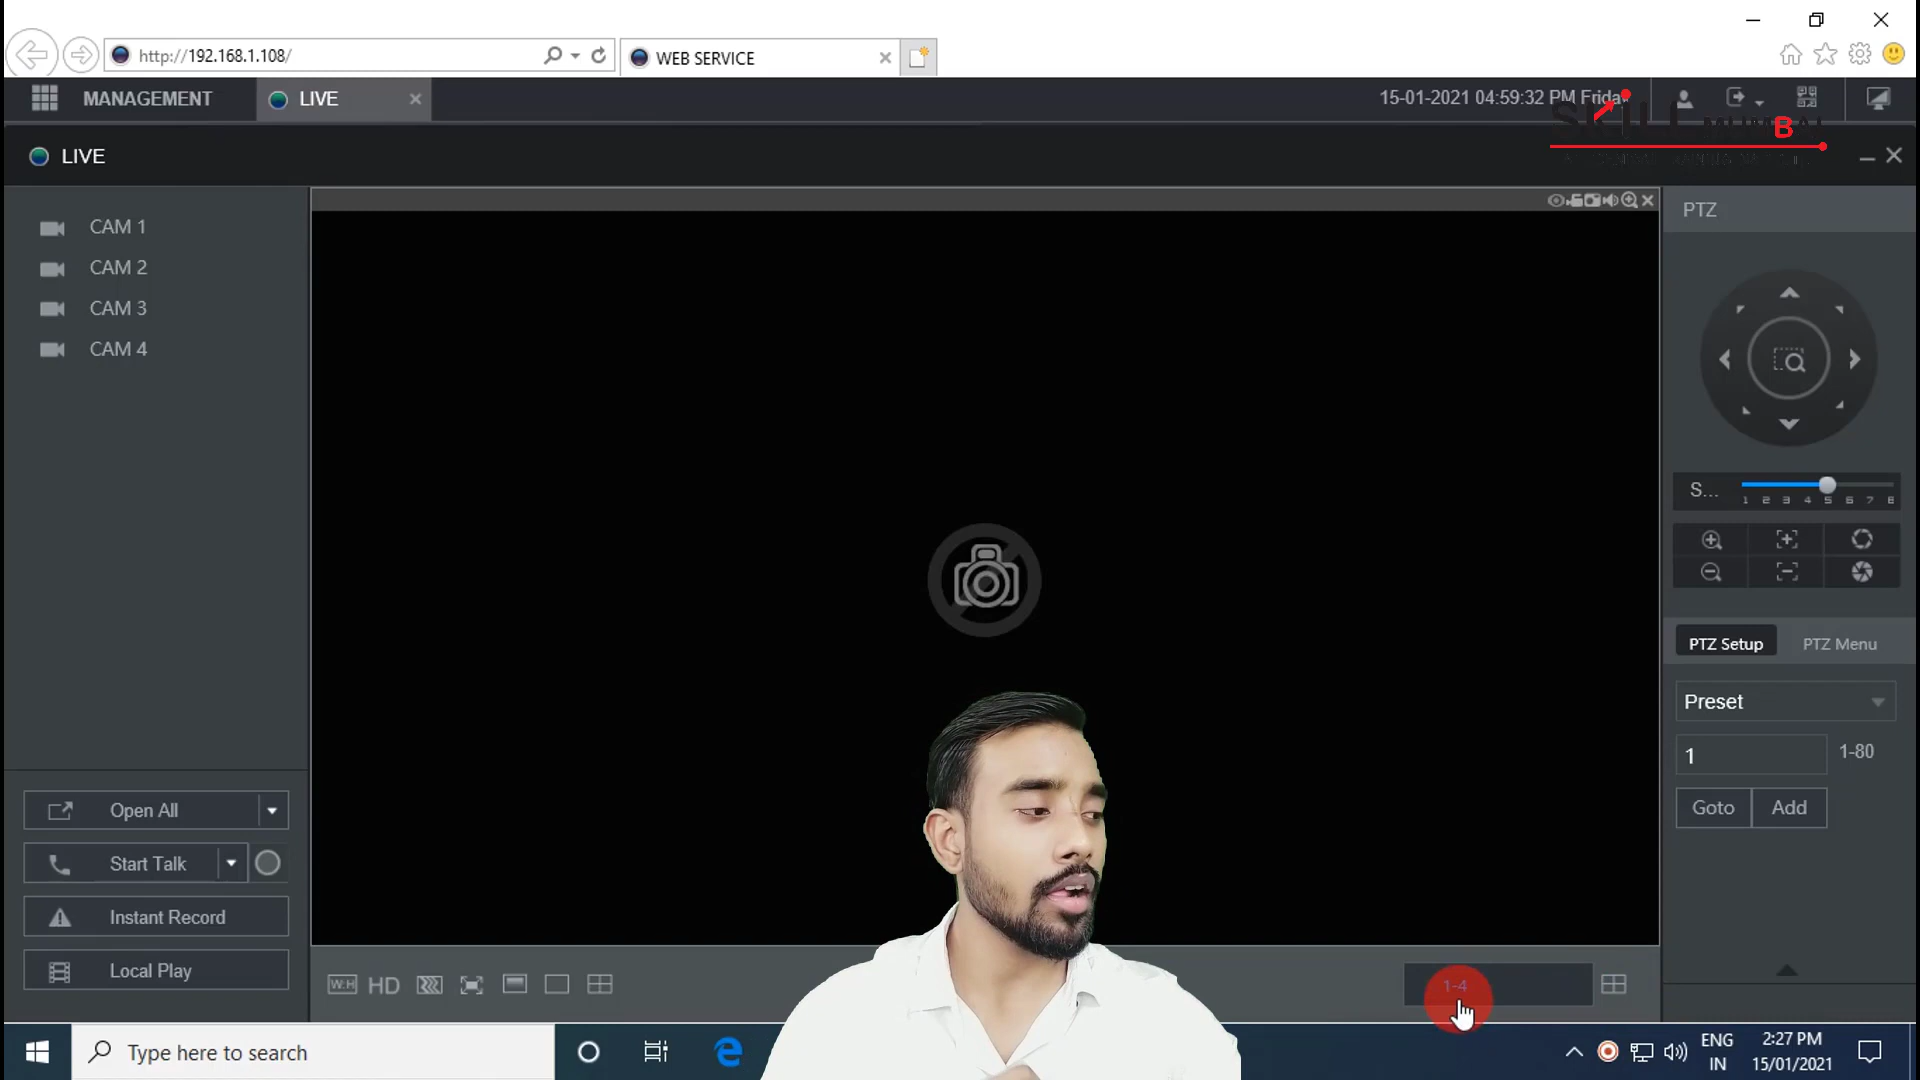 http://192.168.1.108/
WEB SERVICE
MANAGEMENT
LIVE
15-01-2021 04:59:32 PM Friday
SKILL MUMBAI
LIVE
CAM 1
CAM 2
CAM 3
CAM 4
PTZ
S...
1 2 3 4 5 6 7 8
PTZ Setup
PTZ Menu
Preset
1
1-80
Goto
Add
Open All
Start Talk
Instant Record
Local Play
W:H
HD
1-4
Type here to search
ENG
IN
2:27 PM
15/01/2021